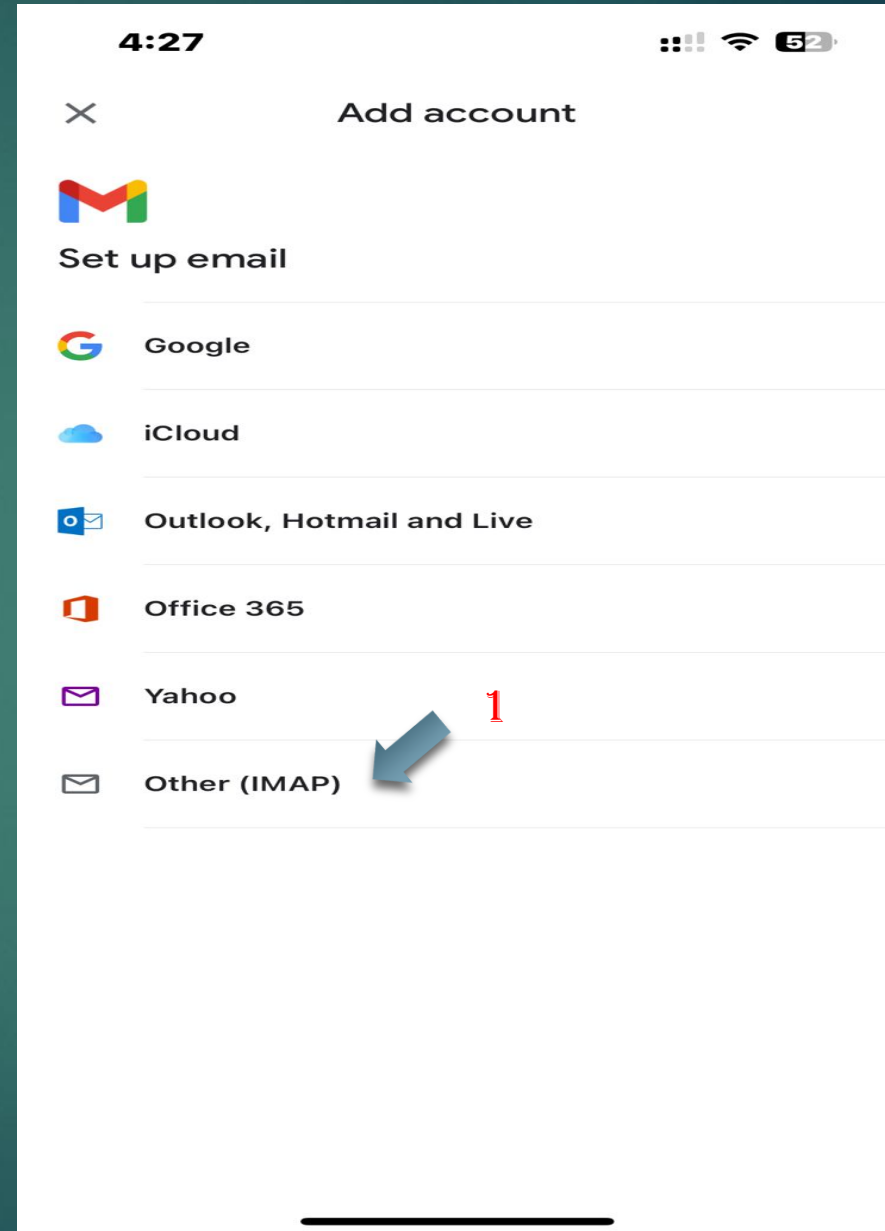 4:27
52
Add account
Set up email
Google
iCloud
Outlook, Hotmail and Live
Office 365
Yahoo
1
Other (IMAP)